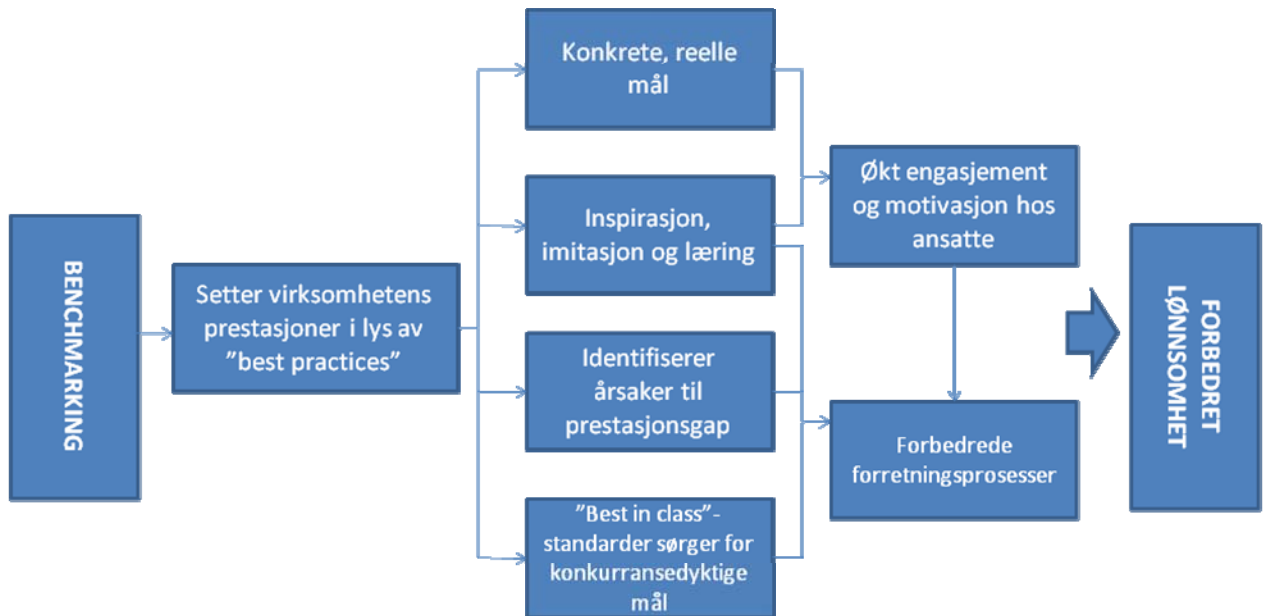 BENCHMARKING
Setter virksomhetens
prestasjoner i lys av
”best practices”
Konkrete, reelle
mål
Inspirasjon,
imitasjon og læring
Identifiserer
årsaker til
prestasjonsgap
”Best in class”-
standarder sørger for
konkurransedyktige
mål
Økt engasjement
og motivasjon hos
ansatte
Forbedrede
forretningsprosesser
FORBEDRET
LØNNSOMHET